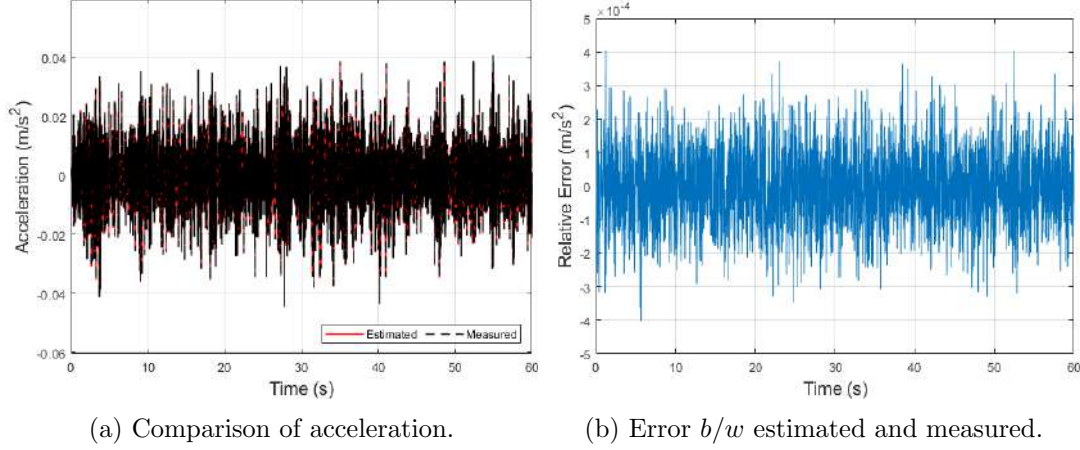 0.04
0.02
0
-0.02
-0.04
-0.06
Acceleration (m/s²)
Estimated
Measured
0 10 20 30 40 50 60
Time (s)
×10⁻⁴
5
4
3
2
1
0
-1
-2
-3
-4
-5
Relative Error (m/s²)
0 10 20 30 40 50 60
Time (s)
(a) Comparison of acceleration.
(b) Error b/w estimated and measured.